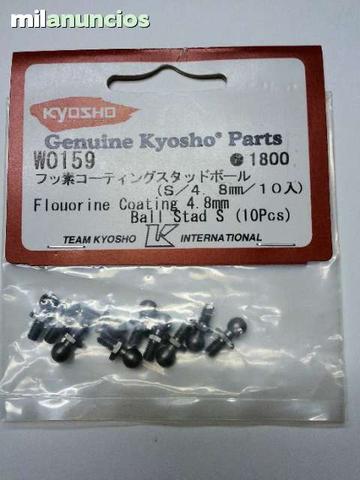 milanuncios
KYOSHO
Genuine Kyosho® Parts
W0159 1800
フッ素コーティングスタッドボール
(S/4.8mm/10入)
Flouorine Coating 4.8mm
Ball Stad S (10Pcs)
TEAM KYOSHO K INTERNATIONAL